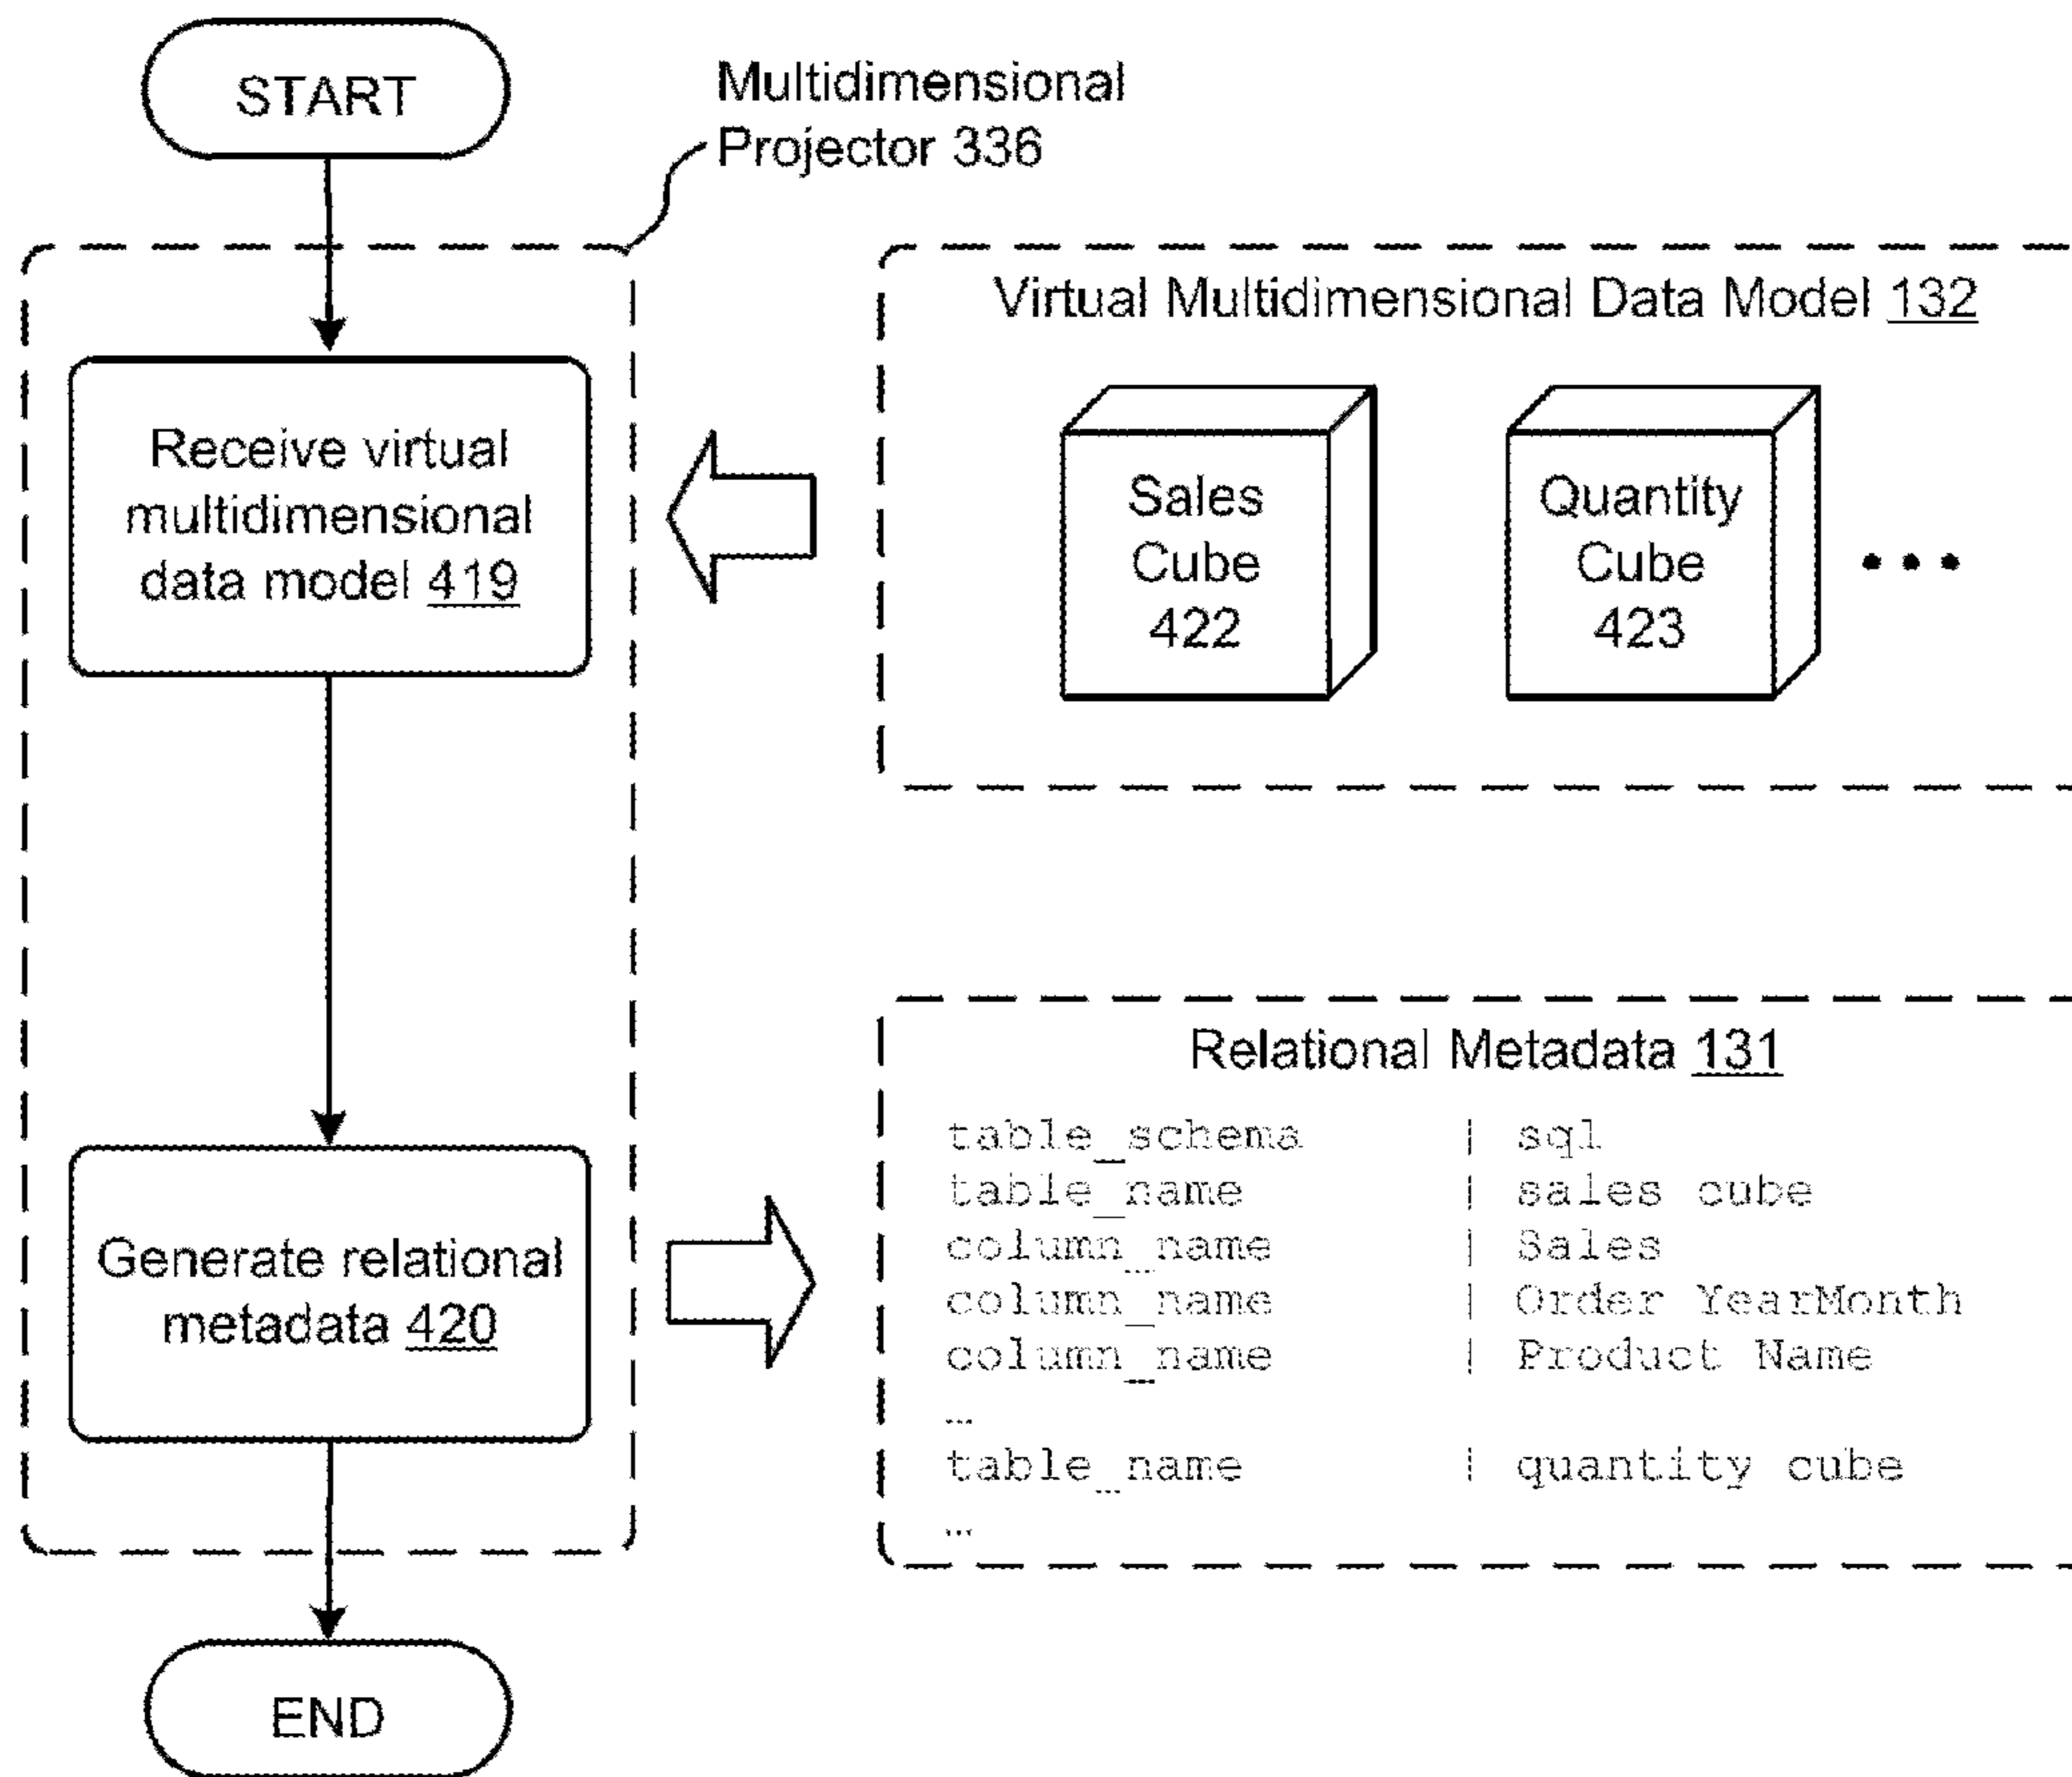 START
Multidimensional
Projector 336
Virtual Multidimensional Data Model 132
Receive virtual
multidimensional
data model 419
Sales
Cube
422
Quantity
Cube
423
...
Relational Metadata 131
table_schema | sql
table_name | sales cube
column_name | Sales
column_name | Order YearMonth
column_name | Product Name
...
table_name | quantity cube
...
Generate relational
metadata 420
END